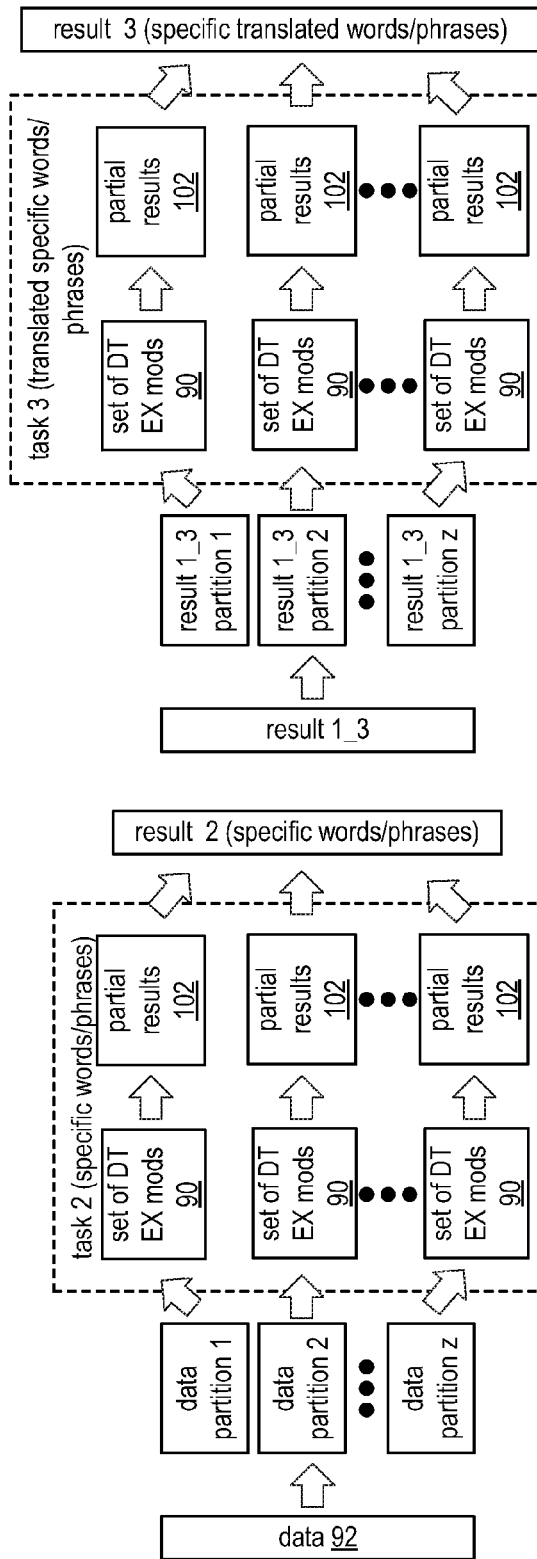 data 92
data
partition 1
data
partition 2
data
partition z
task 2 (specific words/phrases)
set of DT
EX mods
90
set of DT
EX mods
90
set of DT
EX mods
90
partial
results
102
partial
results
102
partial
results
102
result 2 (specific words/phrases)
result 1_3
result 1_3
partition 1
result 1_3
partition 2
result 1_3
partition z
task 3 (translated specific words/
phrases)
set of DT
EX mods
90
set of DT
EX mods
90
set of DT
EX mods
90
partial
results
102
partial
results
102
partial
results
102
result 3 (specific translated words/phrases)